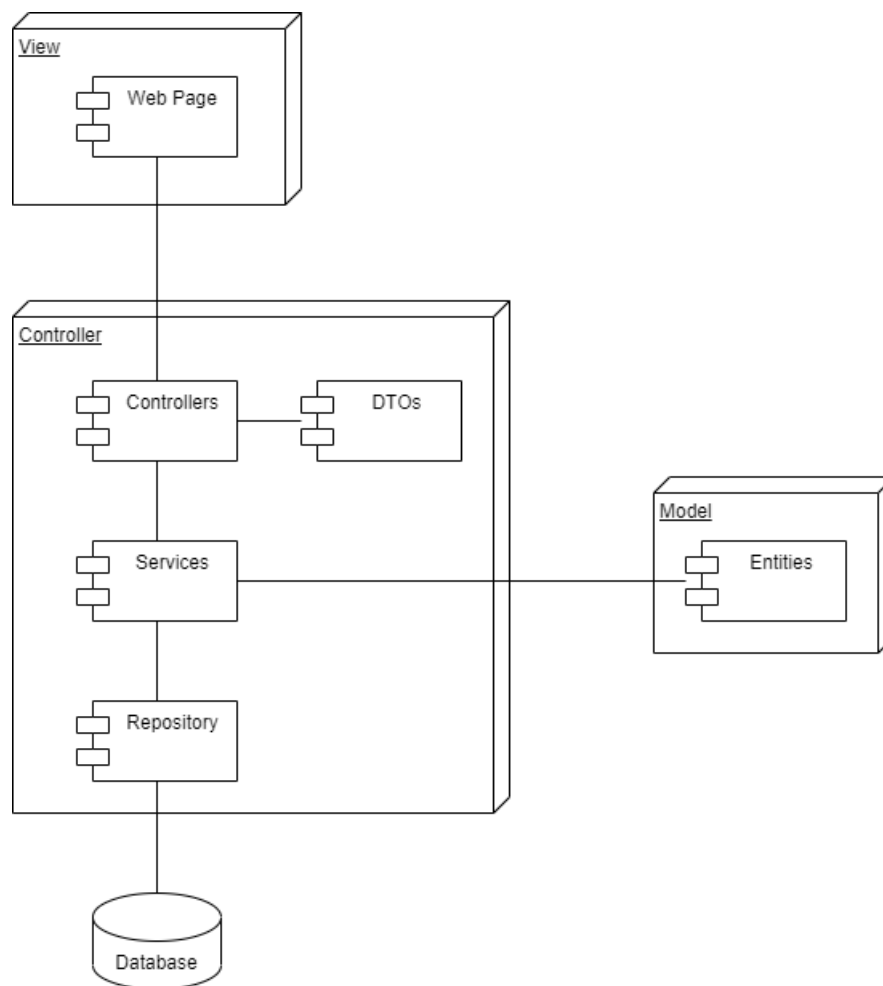 View
Web Page
Controller
Controllers
DTOs
Model
Services
Entities
Repository
Database